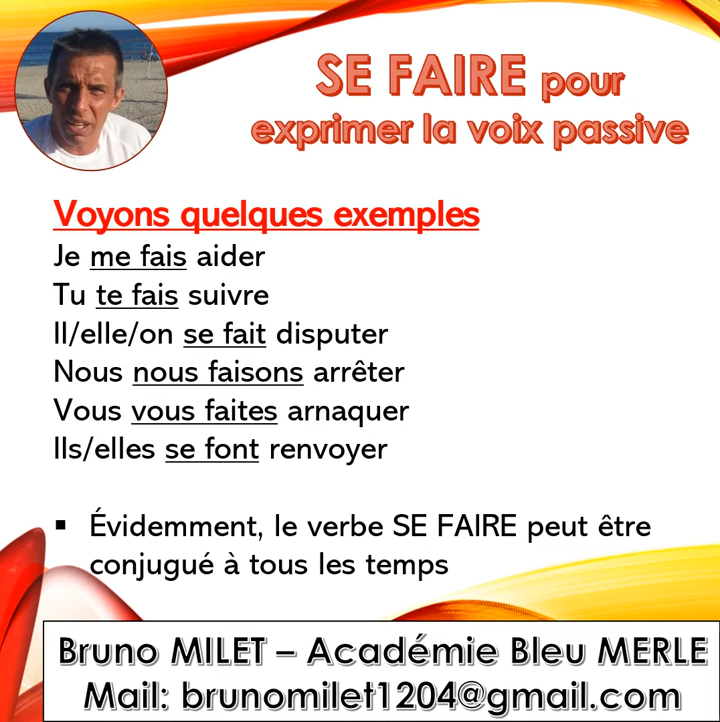 SE FAIRE pour
exprimer la voix passive
Voyons quelques exemples
Je me fais aider
Tu te fais suivre
Il/elle/on se fait disputer
Nous nous faisons arrêter
Vous vous faites arnaquer
Ils/elles se font renvoyer
▪ Évidemment, le verbe SE FAIRE peut être
conjugué à tous les temps
Bruno MILET – Académie Bleu MERLE
Mail: brunomilet1204@gmail.com